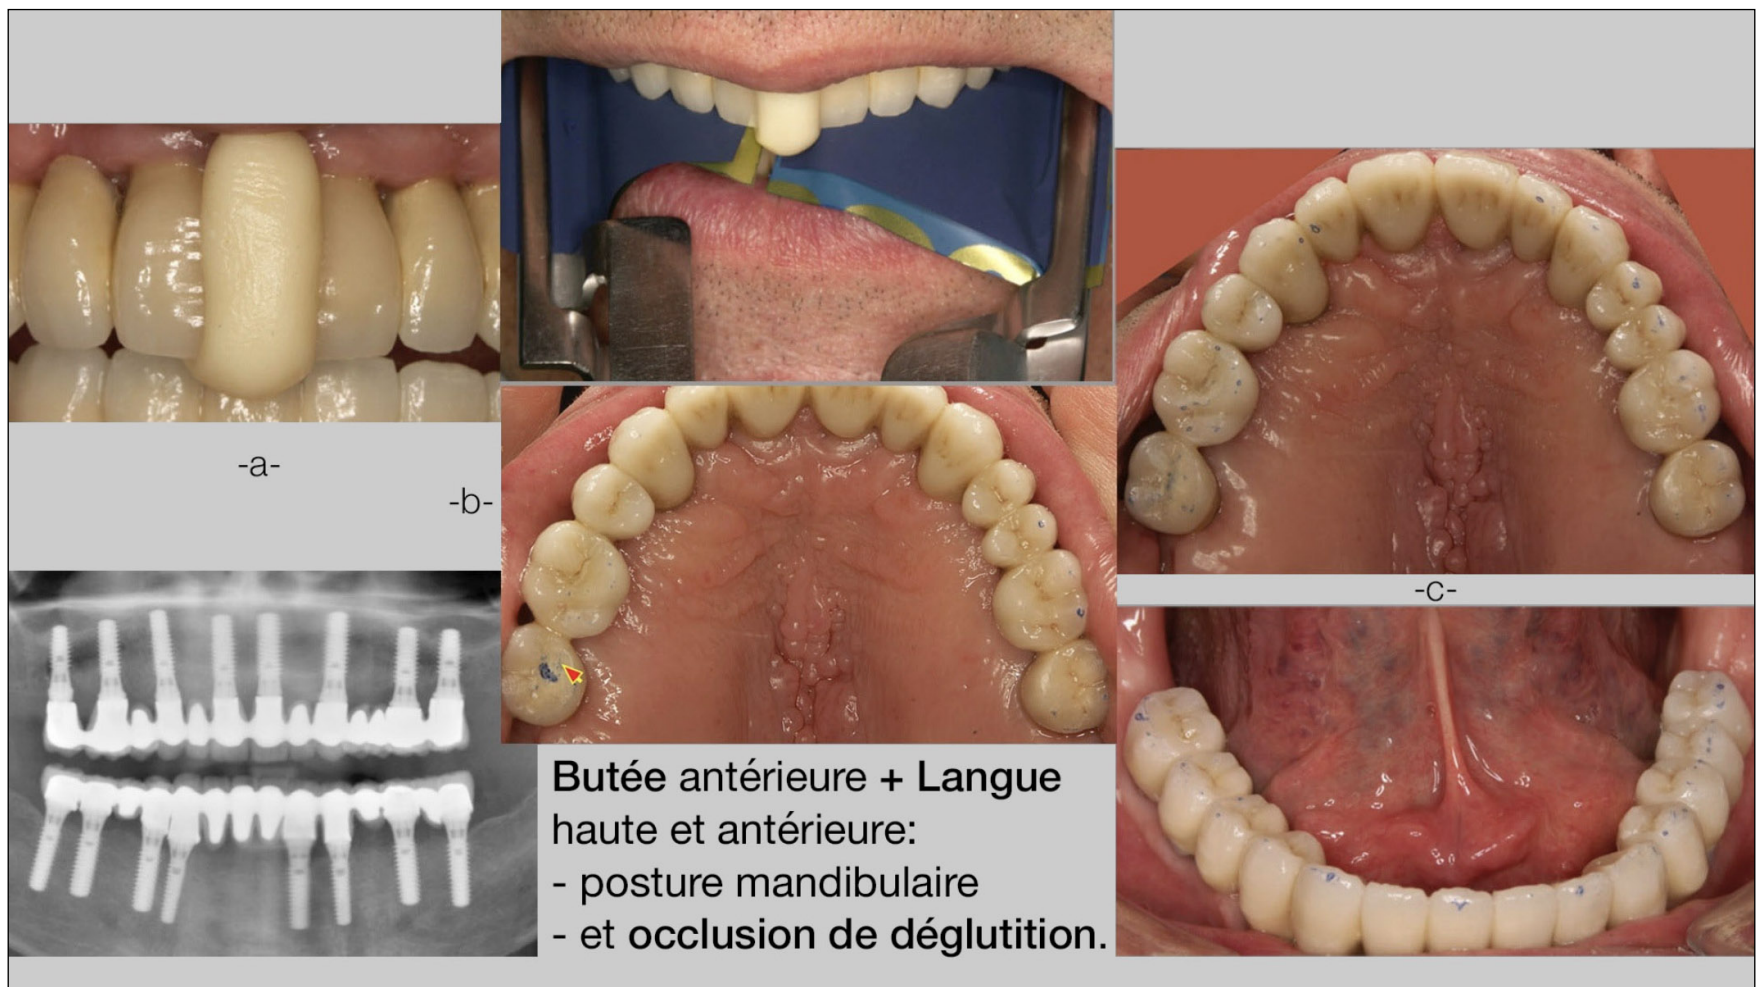 -a-
-b-
-c-
Butée antérieure + Langue
haute et antérieure:
- posture mandibulaire
- et occlusion de déglutition.